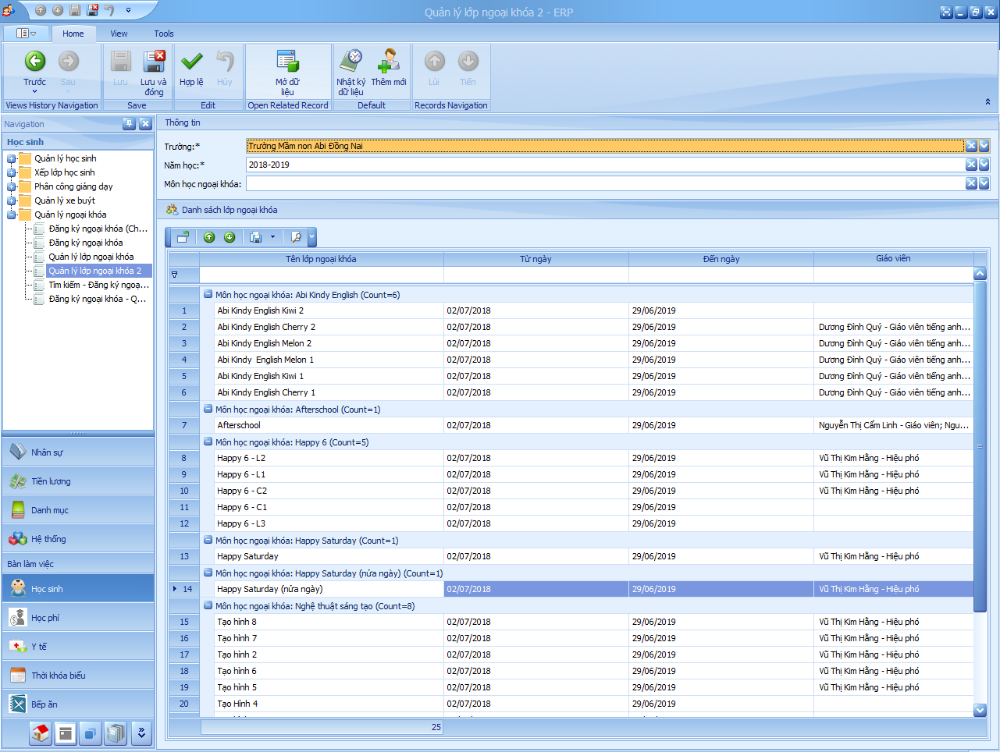 Quản lý lớp ngoại khóa 2 - ERP
Home View Tools
Trước Sau Lưu Lưu và đóng Hợp lệ Hủy Mở dữ liệu Nhật ký dữ liệu Thêm mới Lùi Tiến
Views History Navigation Save Edit Open Related Record Default Records Navigation
Navigation
Học sinh
Quản lý học sinh
Xếp lớp học sinh
Phân công giảng dạy
Quản lý xe buýt
Quản lý ngoại khóa
Đăng ký ngoại khóa (Ch...
Đăng ký ngoại khóa
Quản lý lớp ngoại khóa
Quản lý lớp ngoại khóa 2
Tìm kiếm - Đăng ký ngoạ...
Đăng ký ngoại khóa - Q...
Nhân sự
Tiền lương
Danh mục
Hệ thống
Bàn làm việc
Học sinh
Học phí
Y tế
Thời khóa biểu
Bếp ăn
Thông tin
Trường:* Trường Mầm non Abi Đồng Nai
Năm học:* 2018-2019
Môn học ngoại khóa:
Danh sách lớp ngoại khóa
Tên lớp ngoại khóa Từ ngày Đến ngày Giáo viên
Môn học ngoại khóa: Abi Kindy English (Count=6)
1 Abi Kindy English Kiwi 2 02/07/2018 29/06/2019
2 Abi Kindy English Cherry 2 02/07/2018 29/06/2019 Dương Đình Quý - Giáo viên tiếng anh...
3 Abi Kindy English Melon 2 02/07/2018 29/06/2019 Dương Đình Quý - Giáo viên tiếng anh...
4 Abi Kindy  English Melon 1 02/07/2018 29/06/2019 Dương Đình Quý - Giáo viên tiếng anh...
5 Abi Kindy English Kiwi 1 02/07/2018 29/06/2019 Dương Đình Quý - Giáo viên tiếng anh...
6 Abi Kindy English Cherry 1 02/07/2018 29/06/2019 Dương Đình Quý - Giáo viên tiếng anh...
Môn học ngoại khóa: Afterschool (Count=1)
7 Afterschool 02/07/2018 29/06/2019 Nguyễn Thị Cẩm Linh - Giáo viên; Ngu...
Môn học ngoại khóa: Happy 6 (Count=5)
8 Happy 6 - L2 02/07/2018 29/06/2019 Vũ Thị Kim Hằng - Hiệu phó
9 Happy 6 - L1 02/07/2018 29/06/2019 Vũ Thị Kim Hằng - Hiệu phó
10 Happy 6 - C2 02/07/2018 29/06/2019 Vũ Thị Kim Hằng - Hiệu phó
11 Happy 6 - C1 02/07/2018 29/06/2019
12 Happy 6 - L3 02/07/2018 29/06/2019
Môn học ngoại khóa: Happy Saturday (Count=1)
13 Happy Saturday 02/07/2018 29/06/2019 Vũ Thị Kim Hằng - Hiệu phó
Môn học ngoại khóa: Happy Saturday (nửa ngày) (Count=1)
14 Happy Saturday (nửa ngày) 02/07/2018 29/06/2019 Vũ Thị Kim Hằng - Hiệu phó
Môn học ngoại khóa: Nghệ thuật sáng tạo (Count=8)
15 Tạo hình 8 02/07/2018 29/06/2019 Vũ Thị Kim Hằng - Hiệu phó
16 Tạo hình 7 02/07/2018 29/06/2019 Vũ Thị Kim Hằng - Hiệu phó
17 Tạo hình 2 02/07/2018 29/06/2019 Vũ Thị Kim Hằng - Hiệu phó
18 Tạo hình 6 02/07/2018 29/06/2019 Vũ Thị Kim Hằng - Hiệu phó
19 Tạo hình 5 02/07/2018 29/06/2019 Vũ Thị Kim Hằng - Hiệu phó
20 Tạo Hình 4 02/07/2018 29/06/2019
25